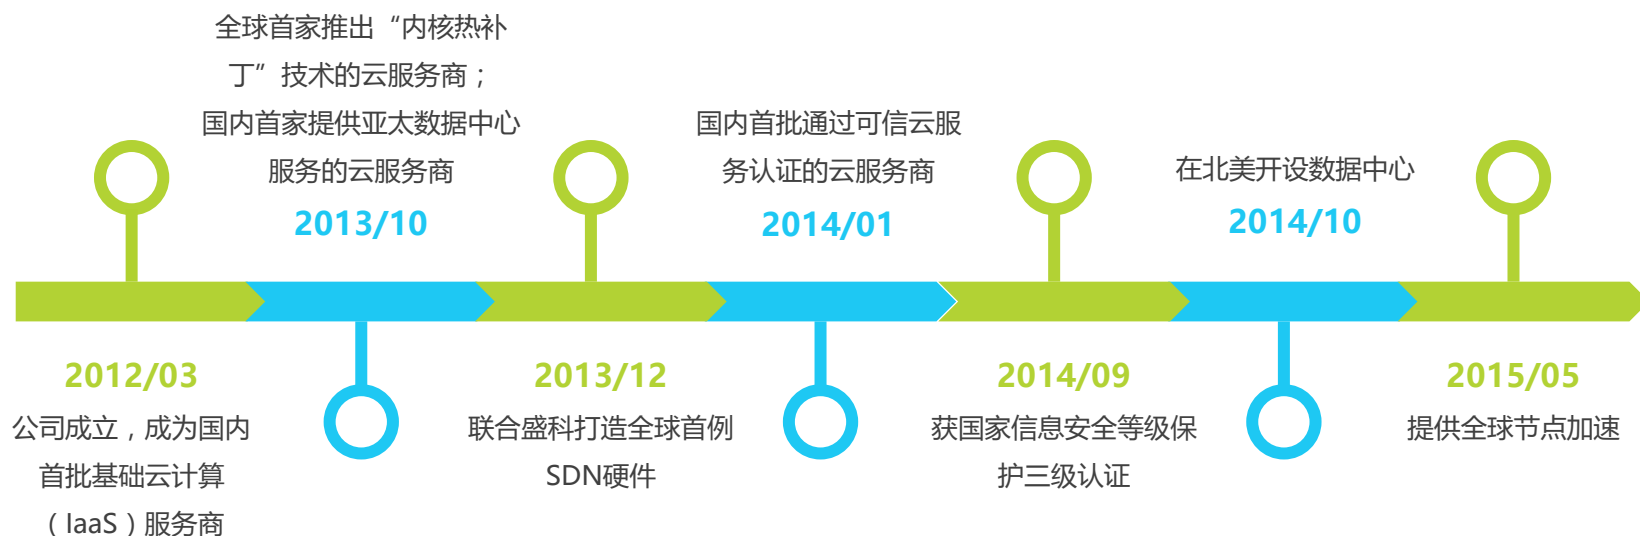 全球首家推出“内核热补
丁”技术的云服务商；
国内首家提供亚太数据中心
服务的云服务商
2013/10
国内首批通过可信云服
务认证的云服务商
2014/01
在北美开设数据中心
2014/10
2012/03
公司成立，成为国内
首批基础云计算
（IaaS）服务商
2013/12
联合盛科打造全球首例
SDN硬件
2014/09
获国家信息安全等级保
护三级认证
2015/05
提供全球节点加速